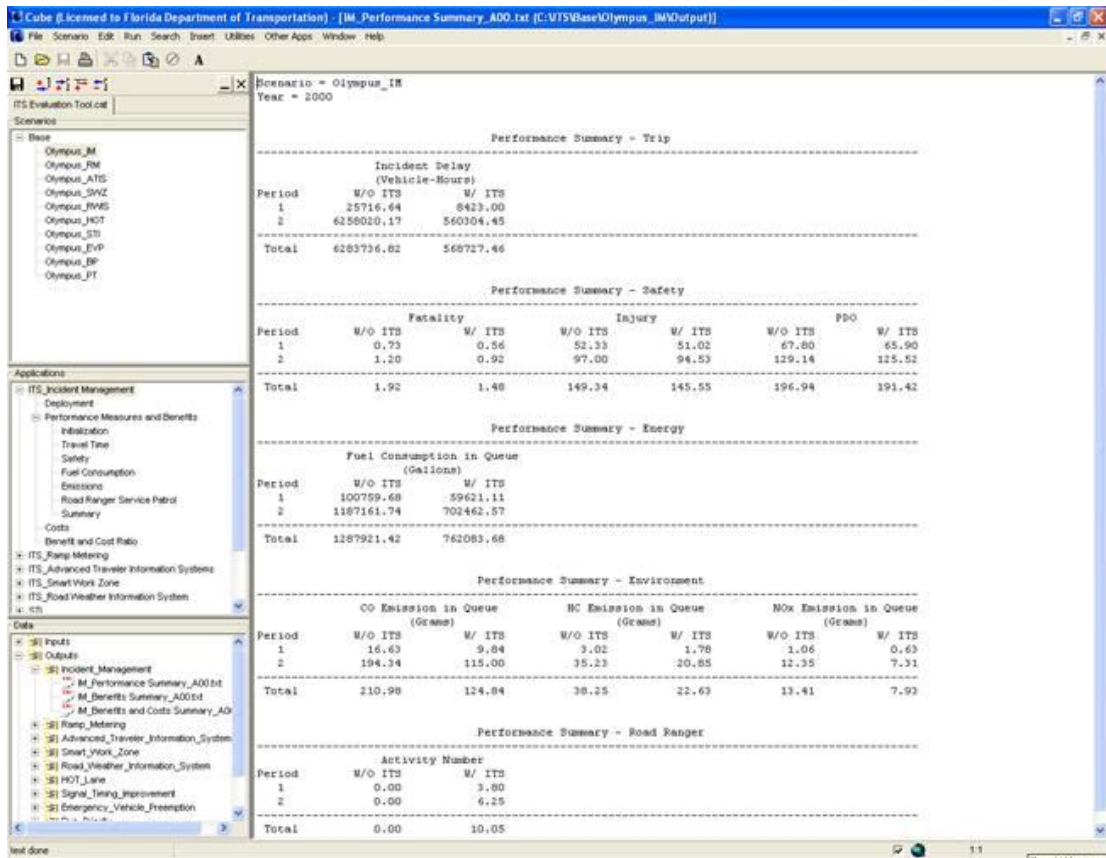 Cube (Licensed to Florida Department of Transportation) - [IM_Performance Summary_A00.txt (C:\ITS\Base\Olympus_IM\Output)]
File Scenario Edit Run Search Insert Utilities Other Apps Window Help
A
ITS Evaluation Tool.cat
Scenarios
Base
Olympus_IM
Olympus_RM
Olympus_ATIS
Olympus_SWZ
Olympus_RWIS
Olympus_HOT
Olympus_STI
Olympus_EVP
Olympus_BP
Olympus_PT
Applications
ITS_Incident Management
Deployment
Performance Measures and Benefits
Initialization
Travel Time
Safety
Fuel Consumption
Emissions
Road Ranger Service Patrol
Summary
Costs
Benefit and Cost Ratio
ITS_Ramp Metering
ITS_Advanced Traveler Information Systems
ITS_Smart Work Zone
ITS_Road Weather Information System
STI
Data
Inputs
Outputs
Incident_Management
IM_Performance Summary_A00.txt
IM_Benefits Summary_A00.txt
IM_Benefits and Costs Summary_A0
Ramp_Metering
Advanced_Traveler_Information_System
Smart_Work_Zone
Road_Weather_Information_System
HOT_Lane
Signal_Timing_Improvement
Emergency_Vehicle_Preemption
Scenario = Olympus_IM
Year = 2000
Performance Summary - Trip
Incident Delay
(Vehicle-Hours)
Period W/O ITS W/ ITS
1 25716.64 8423.00
2 6258020.17 560304.45
Total 6283736.82 568727.46
Performance Summary - Safety
Fatality Injury PDO
Period W/O ITS W/ ITS W/O ITS W/ ITS W/O ITS W/ ITS
1 0.73 0.56 52.33 51.02 67.80 65.90
2 1.20 0.92 97.00 94.53 129.14 125.52
Total 1.92 1.48 149.34 145.55 196.94 191.42
Performance Summary - Energy
Fuel Consumption in Queue
(Gallons)
Period W/O ITS W/ ITS
1 100759.68 59621.11
2 1187161.74 702462.57
Total 1287921.42 762083.68
Performance Summary - Environment
CO Emission in Queue HC Emission in Queue NOx Emission in Queue
(Grams) (Grams) (Grams)
Period W/O ITS W/ ITS W/O ITS W/ ITS W/O ITS W/ ITS
1 16.63 9.84 3.02 1.78 1.06 0.63
2 194.34 115.00 35.23 20.85 12.35 7.31
Total 210.98 124.84 38.25 22.63 13.41 7.93
Performance Summary - Road Ranger
Activity Number
Period W/O ITS W/ ITS
1 0.00 3.80
2 0.00 6.25
Total 0.00 10.05
text done
1:1